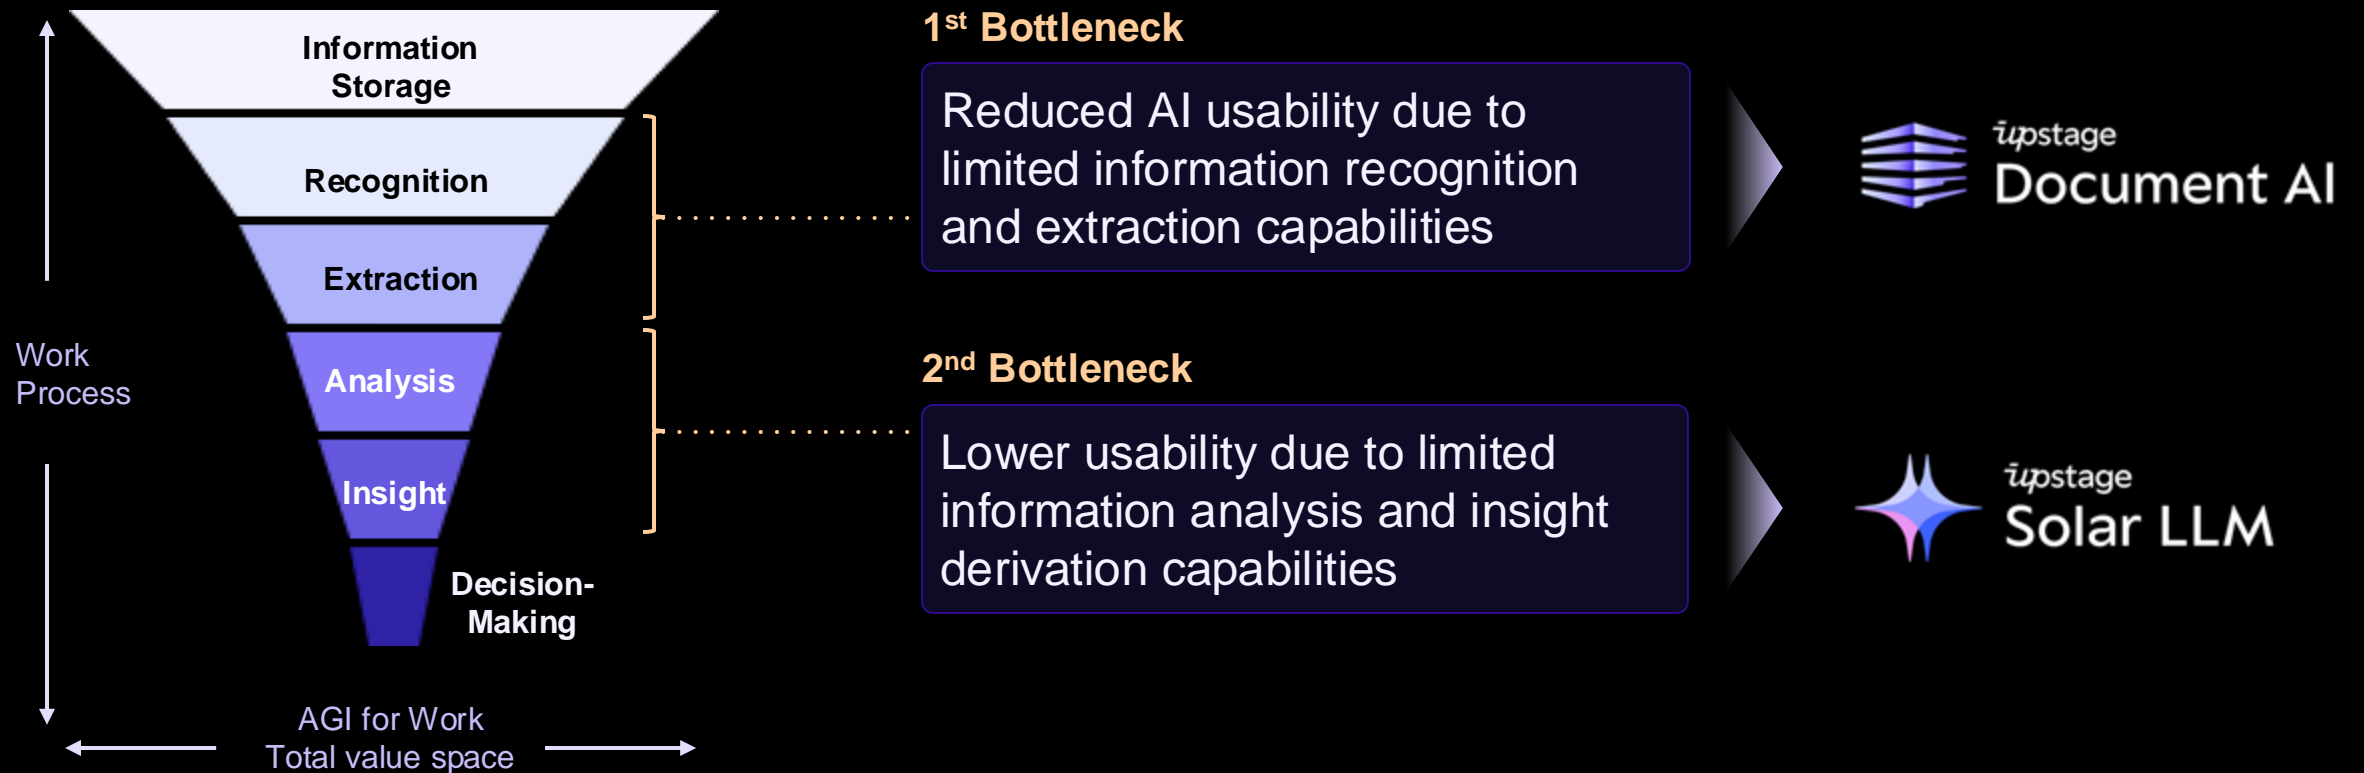 Information
Storage
Recognition
Extraction
Analysis
Insight
Decision-
Making
Work
Process
AGI for Work
Total value space
1st Bottleneck
Reduced AI usability due to
limited information recognition
and extraction capabilities
upstage
Document AI
2nd Bottleneck
Lower usability due to limited
information analysis and insight
derivation capabilities
upstage
Solar LLM